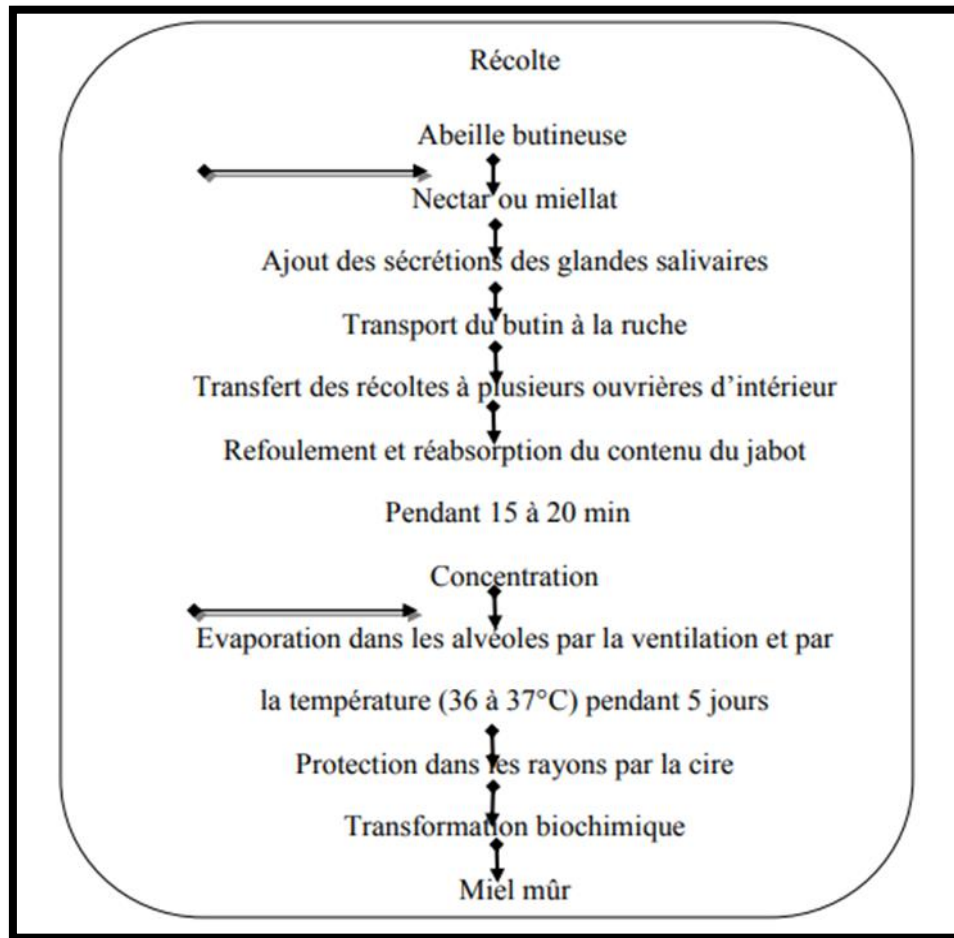 Récolte
Abeille butineuse
Nectar ou miellat
Ajout des sécrétions des glandes salivaires
Transport du butin à la ruche
Transfert des récoltes à plusieurs ouvrières d’intérieur
Refoulement et réabsorption du contenu du jabot
Pendant 15 à 20 min
Concentration
Evaporation dans les alvéoles par la ventilation et par
la température (36 à 37°C) pendant 5 jours
Protection dans les rayons par la cire
Transformation biochimique
Miel mûr